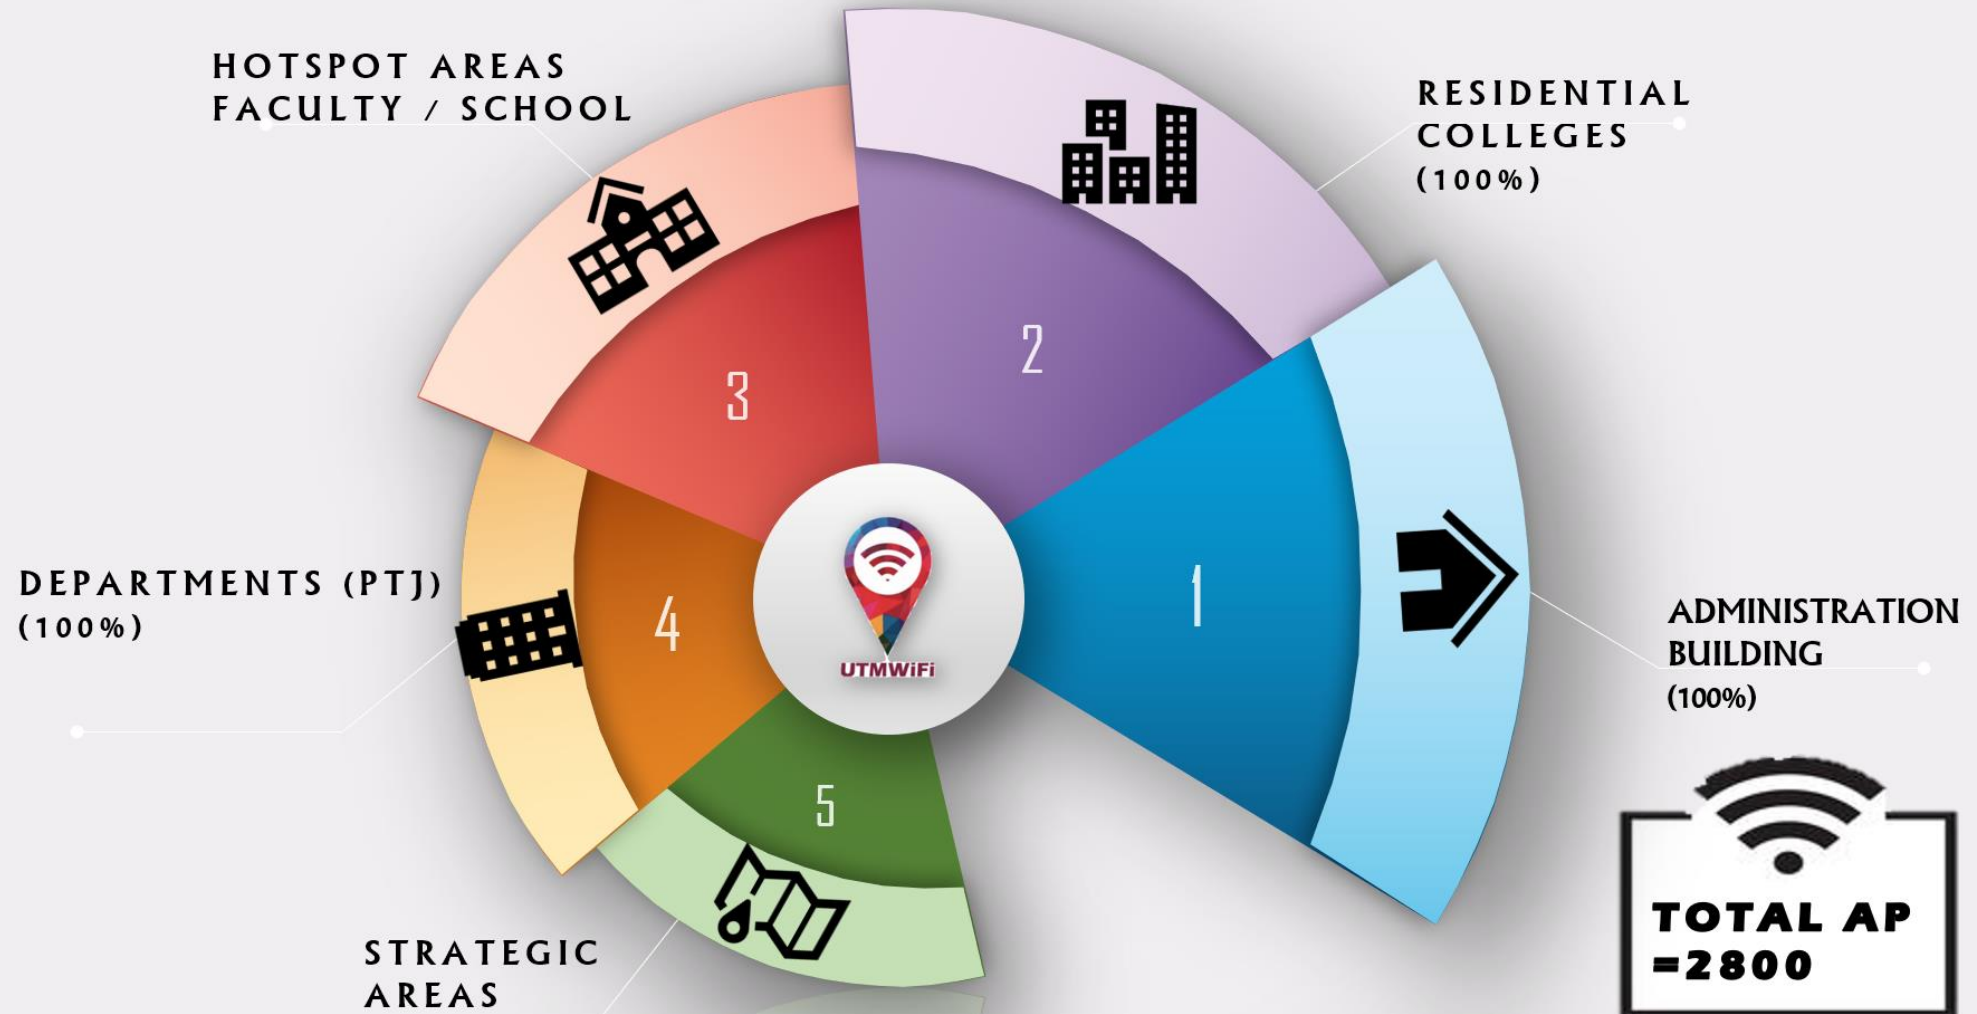 HOTSPOT AREAS
FACULTY / SCHOOL
RESIDENTIAL
COLLEGES
(100%)
2
3
1
4
5
UTMWiFi
DEPARTMENTS (PTJ)
(100%)
ADMINISTRATION
BUILDING
(100%)
STRATEGIC
AREAS
TOTAL AP
=2800